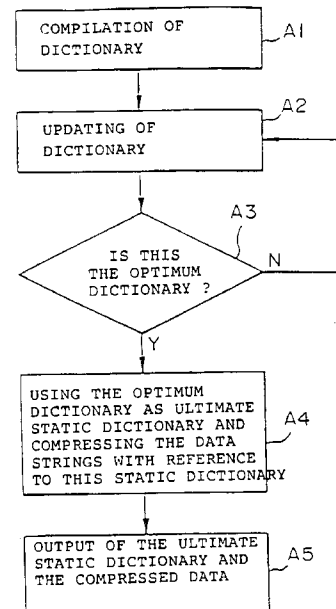 COMPILATION OF
DICTIONARY
A1
UPDATING OF
DICTIONARY
A2
IS THIS
THE OPTIMUM
DICTIONARY ?
A3
N
Y
USING THE OPTIMUM
DICTIONARY AS ULTIMATE
STATIC DICTIONARY AND
COMPRESSING THE DATA
STRINGS WITH REFERENCE
TO THIS STATIC DICTIONARY
A4
OUTPUT OF THE ULTIMATE
STATIC DICTIONARY AND
THE COMPRESSED DATA
A5